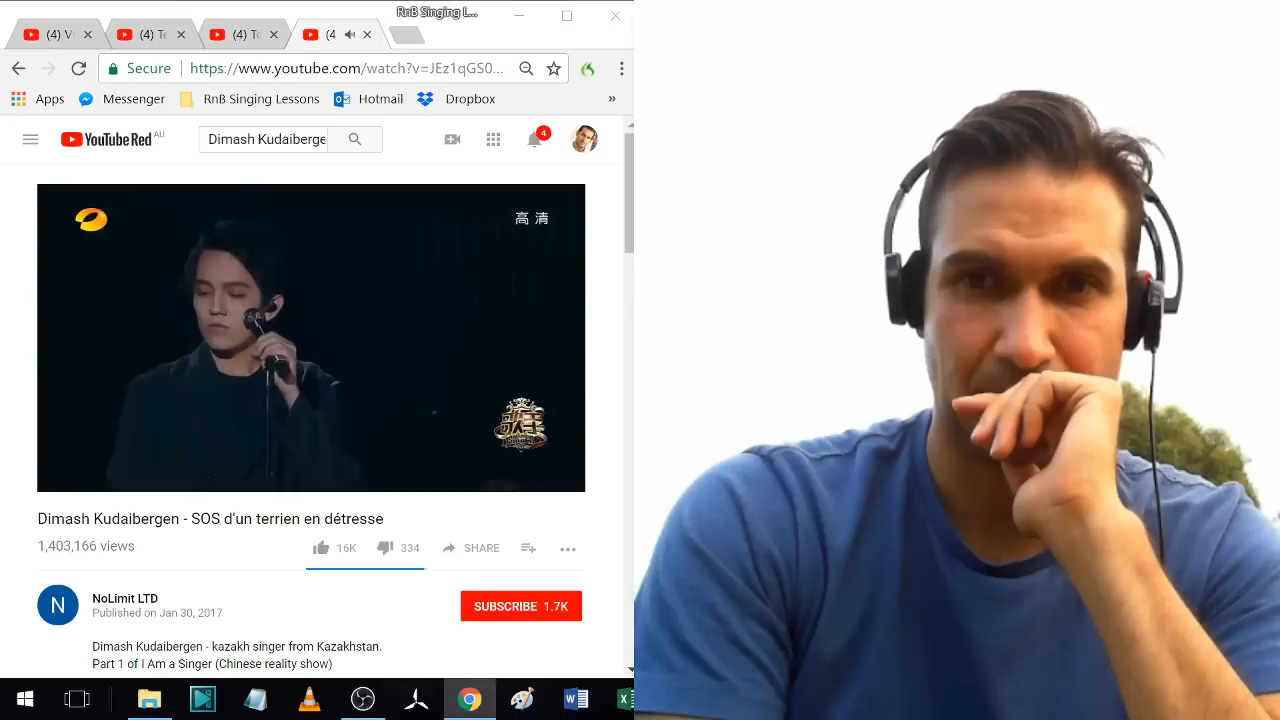 RnB Singing L...
(4) V
(4) To
(4) To
(4
Secure
https://www.youtube.com/watch?v=JEz1qGS0...
Apps
Messenger
RnB Singing Lessons
Hotmail
Dropbox
»
YouTube Red AU
Dimash Kudaiberge
4
高清
歌手
Dimash Kudaibergen - SOS d'un terrien en détresse
1,403,166 views
16K
334
SHARE
N
NoLimit LTD
Published on Jan 30, 2017
SUBSCRIBE 1.7K
Dimash Kudaibergen - kazakh singer from Kazakhstan.
Part 1 of I Am a Singer (Chinese reality show)